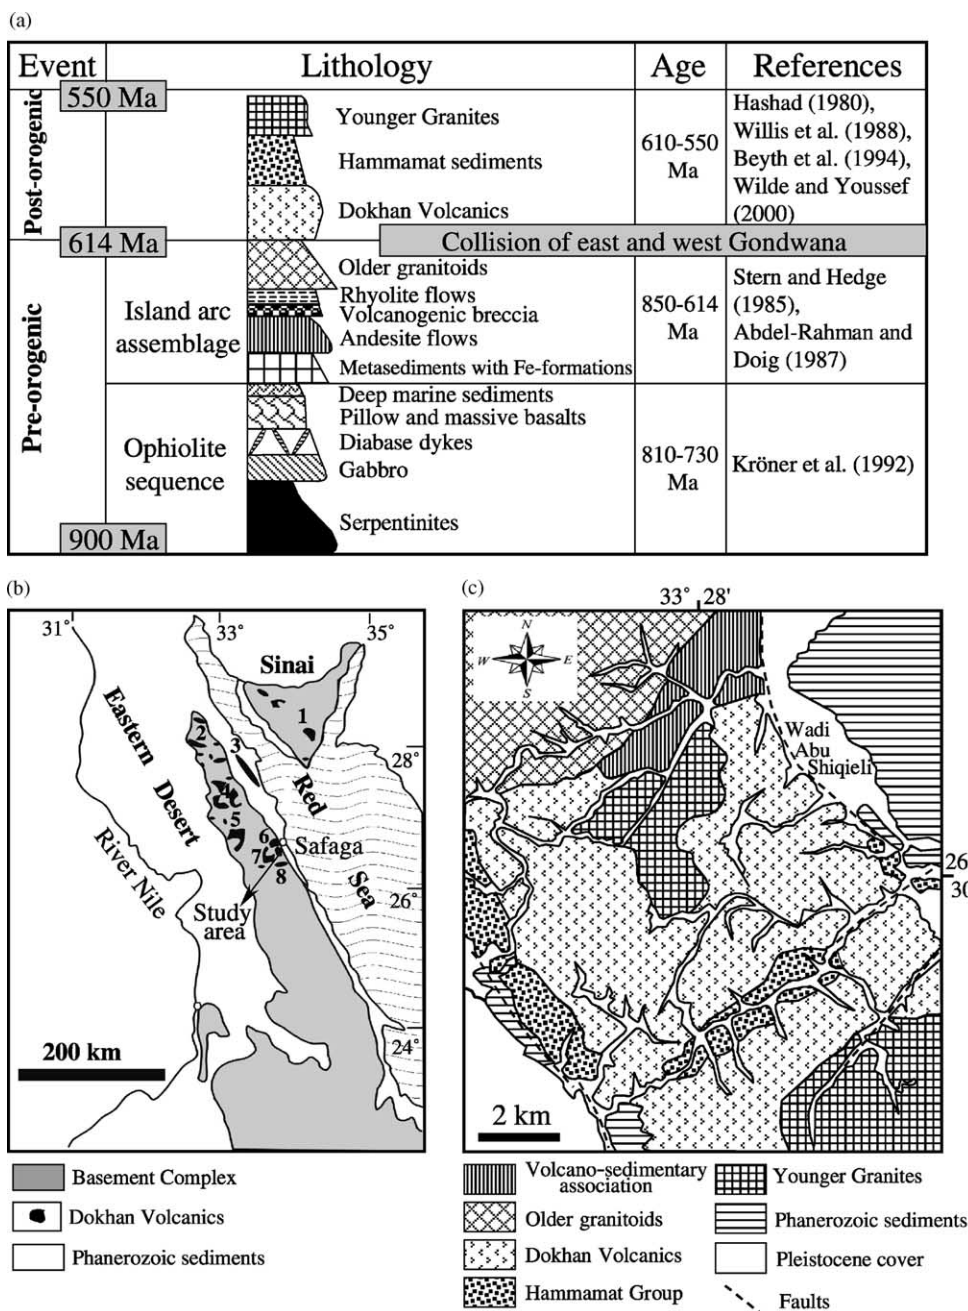 (a)
Event Lithology Age References
550 Ma
Post-orogenic
Younger Granites
Hammamat sediments
Dokhan Volcanics
610-550
Ma
Hashad (1980),
Willis et al. (1988),
Beyth et al. (1994),
Wilde and Youssef
(2000)
614 Ma
Collision of east and west Gondwana
Pre-orogenic
Island arc
assemblage
Older granitoids
Rhyolite flows
Volcanogenic breccia
Andesite flows
Metasediments with Fe-formations
850-614
Ma
Stern and Hedge
(1985),
Abdel-Rahman and
Doig (1987)
Ophiolite
sequence
Deep marine sediments
Pillow and massive basalts
Diabase dykes
Gabbro
Serpentinites
810-730
Ma
Kröner et al. (1992)
900 Ma
(b)
31°
33°
35°
Sinai
1
2
3
4
5
6
7
8
28°
26°
24°
Eastern
Desert
Red
Sea
River Nile
Safaga
Study
area
200 km
Basement Complex
Dokhan Volcanics
Phanerozoic sediments
(c)
33° 28'
N
W E
S
Wadi
Abu
Shiqieli
26°
30
2 km
Volcano-sedimentary
association
Older granitoids
Dokhan Volcanics
Hammamat Group
Younger Granites
Phanerozoic sediments
Pleistocene cover
Faults